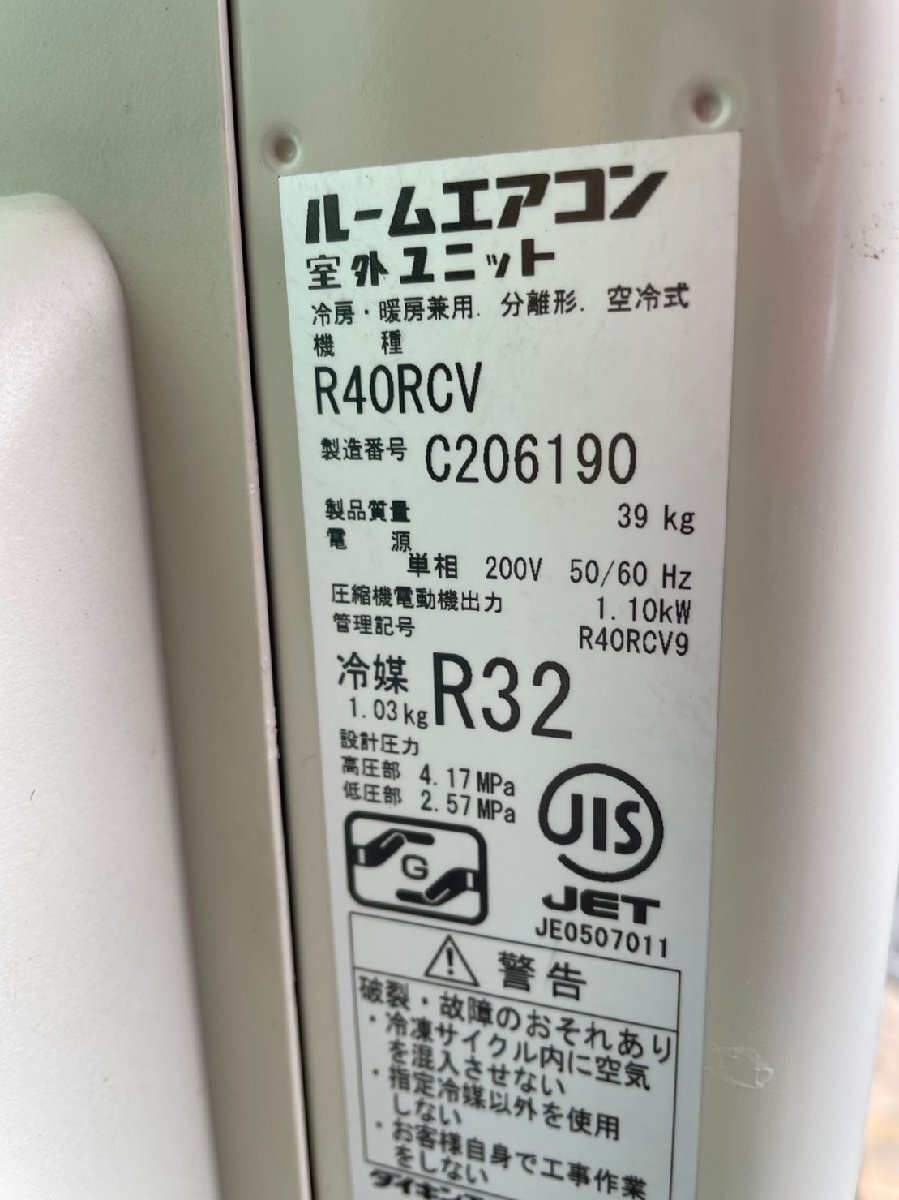 ルームエアコン
室外ユニット
冷房・暖房兼用. 分離形. 空冷式
機 種
R40RCV
製造番号 C206190
製品質量 39 kg
電 源
単相 200V 50/60 Hz
圧縮機電動機出力 1.10kW
管理記号 R40RCV9
冷媒 R32
1.03kg
設計圧力
高圧部 4.17MPa
低圧部 2.57MPa
JIS
G
JET
JE0507011
警告
破裂・故障のおそれあり
・冷凍サイクル内に空気
を混入させない
・指定冷媒以外を使用
しない
・お客様自身で工事作業
をしない
ダイキン